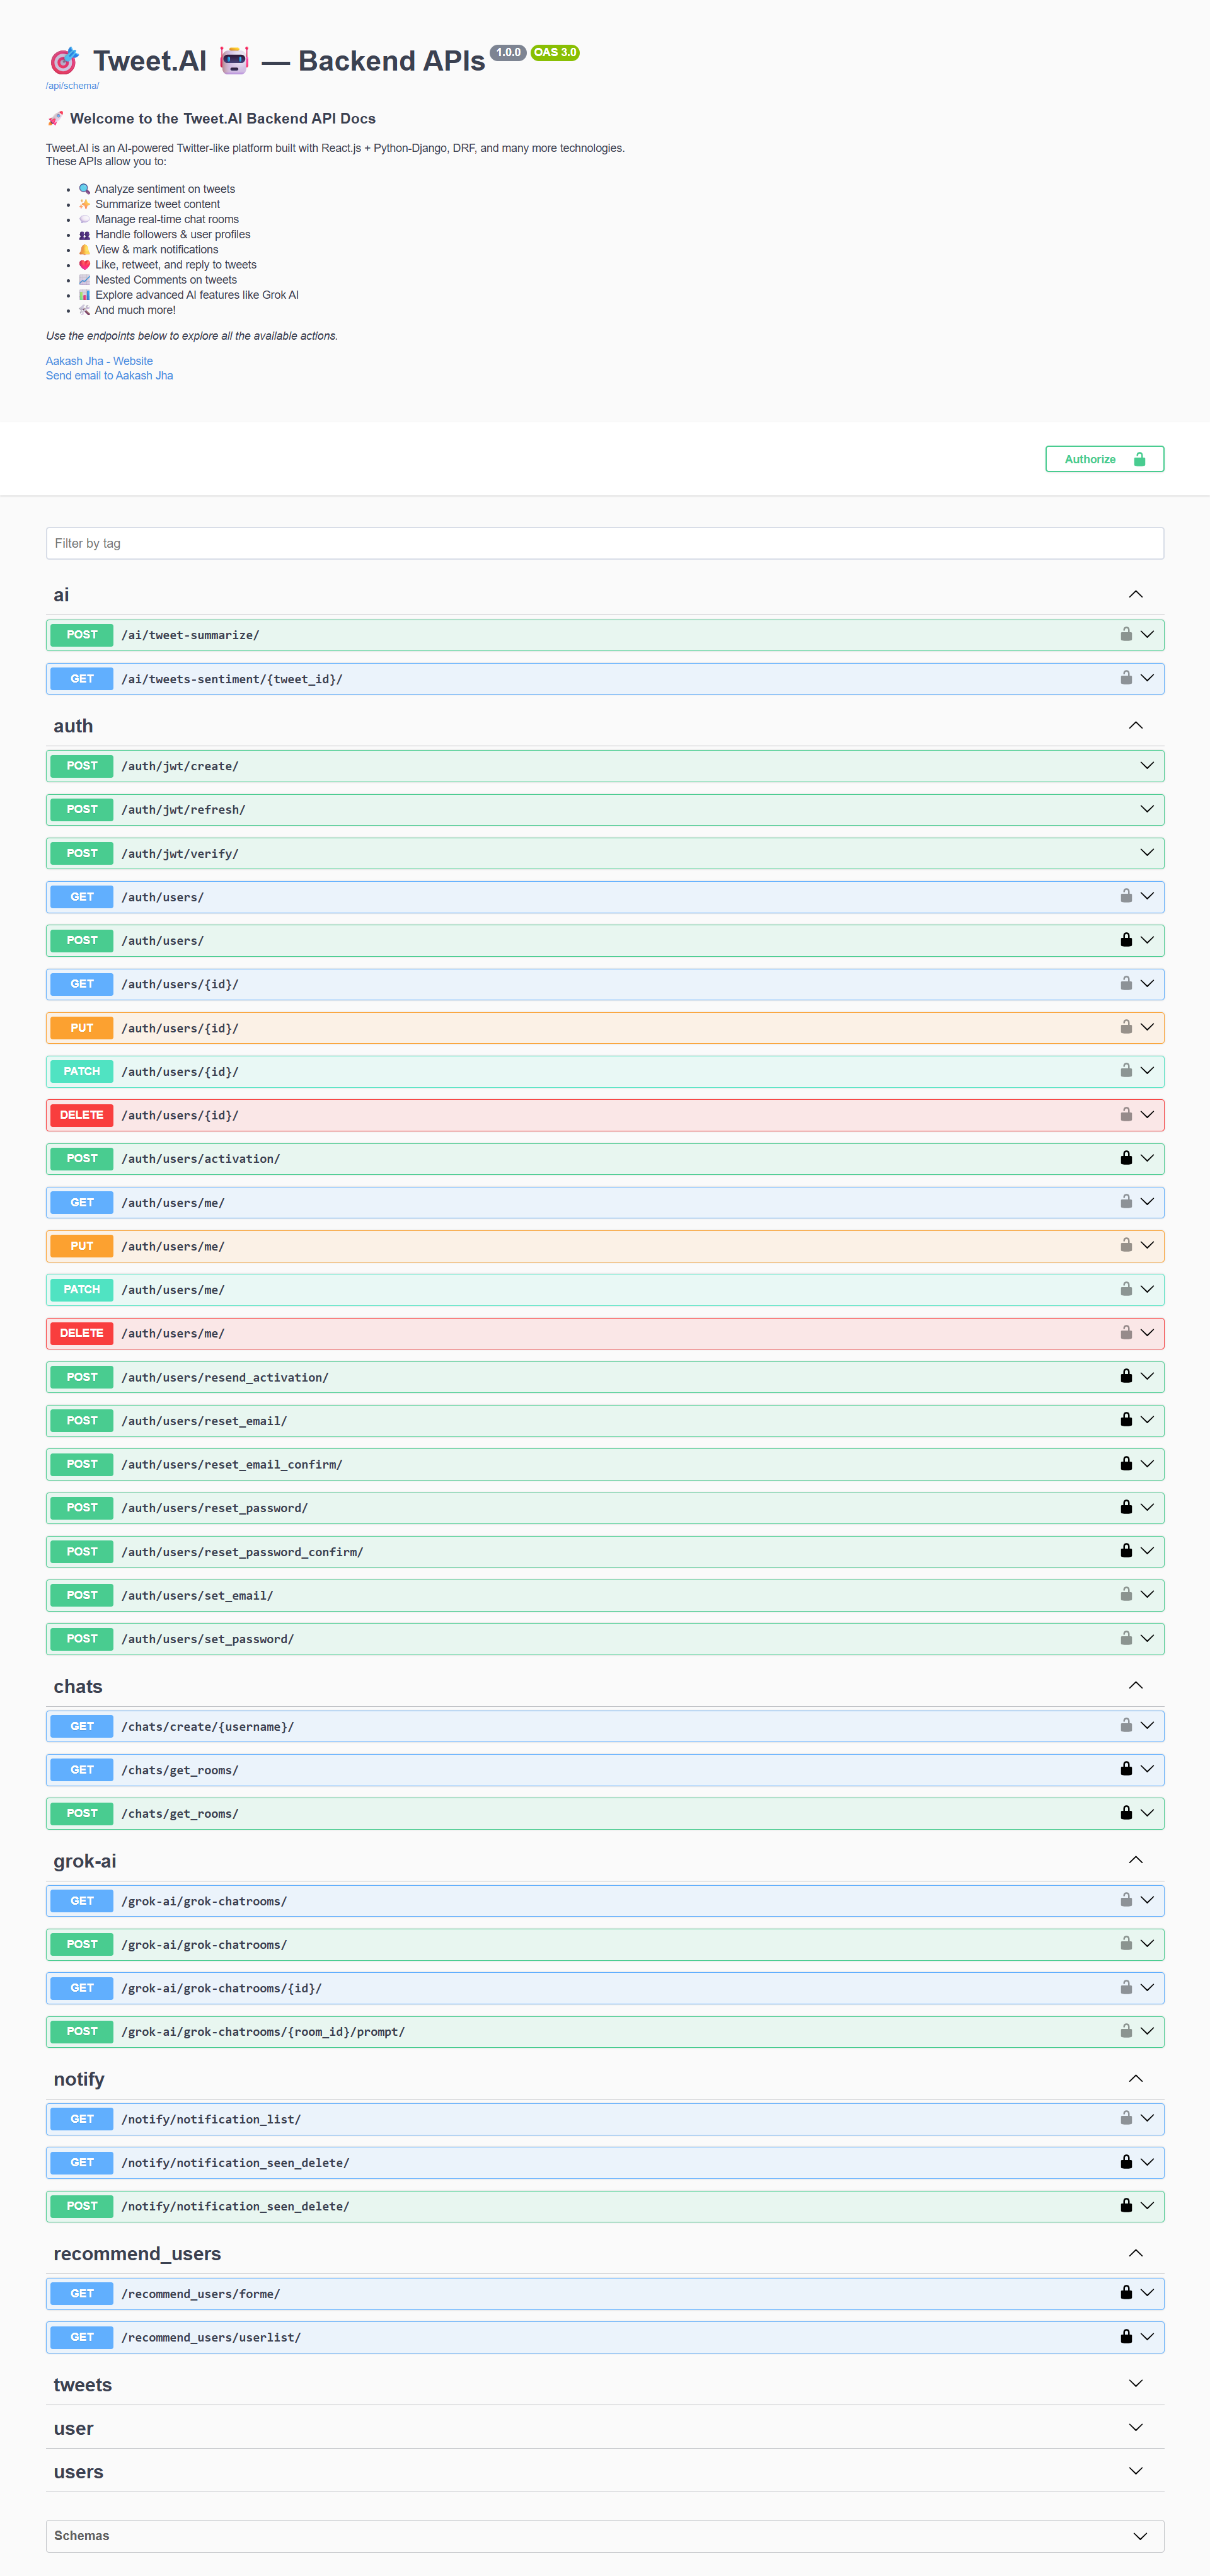 🎯 Tweet.AI 🤖 — Backend APIs 1.0.0 OAS 3.0
/api/schema/
🚀 Welcome to the Tweet.AI Backend API Docs
Tweet.AI is an AI-powered Twitter-like platform built with React.js + Python-Django, DRF, and many more technologies.
These APIs allow you to:
• 🔍 Analyze sentiment on tweets
• ✨ Summarize tweet content
• 💬 Manage real-time chat rooms
• 👥 Handle followers & user profiles
• 🔔 View & mark notifications
• ❤️ Like, retweet, and reply to tweets
• 📈 Nested Comments on tweets
• 📊 Explore advanced AI features like Grok AI
• 🛠️ And much more!
Use the endpoints below to explore all the available actions.
Aakash Jha - Website
Send email to Aakash Jha
Authorize
Filter by tag
ai
POST /ai/tweet-summarize/
GET /ai/tweets-sentiment/{tweet_id}/
auth
POST /auth/jwt/create/
POST /auth/jwt/refresh/
POST /auth/jwt/verify/
GET /auth/users/
POST /auth/users/
GET /auth/users/{id}/
PUT /auth/users/{id}/
PATCH /auth/users/{id}/
DELETE /auth/users/{id}/
POST /auth/users/activation/
GET /auth/users/me/
PUT /auth/users/me/
PATCH /auth/users/me/
DELETE /auth/users/me/
POST /auth/users/resend_activation/
POST /auth/users/reset_email/
POST /auth/users/reset_email_confirm/
POST /auth/users/reset_password/
POST /auth/users/reset_password_confirm/
POST /auth/users/set_email/
POST /auth/users/set_password/
chats
GET /chats/create/{username}/
GET /chats/get_rooms/
POST /chats/get_rooms/
grok-ai
GET /grok-ai/grok-chatrooms/
POST /grok-ai/grok-chatrooms/
GET /grok-ai/grok-chatrooms/{id}/
POST /grok-ai/grok-chatrooms/{room_id}/prompt/
notify
GET /notify/notification_list/
GET /notify/notification_seen_delete/
POST /notify/notification_seen_delete/
recommend_users
GET /recommend_users/forme/
GET /recommend_users/userlist/
tweets
user
users
Schemas